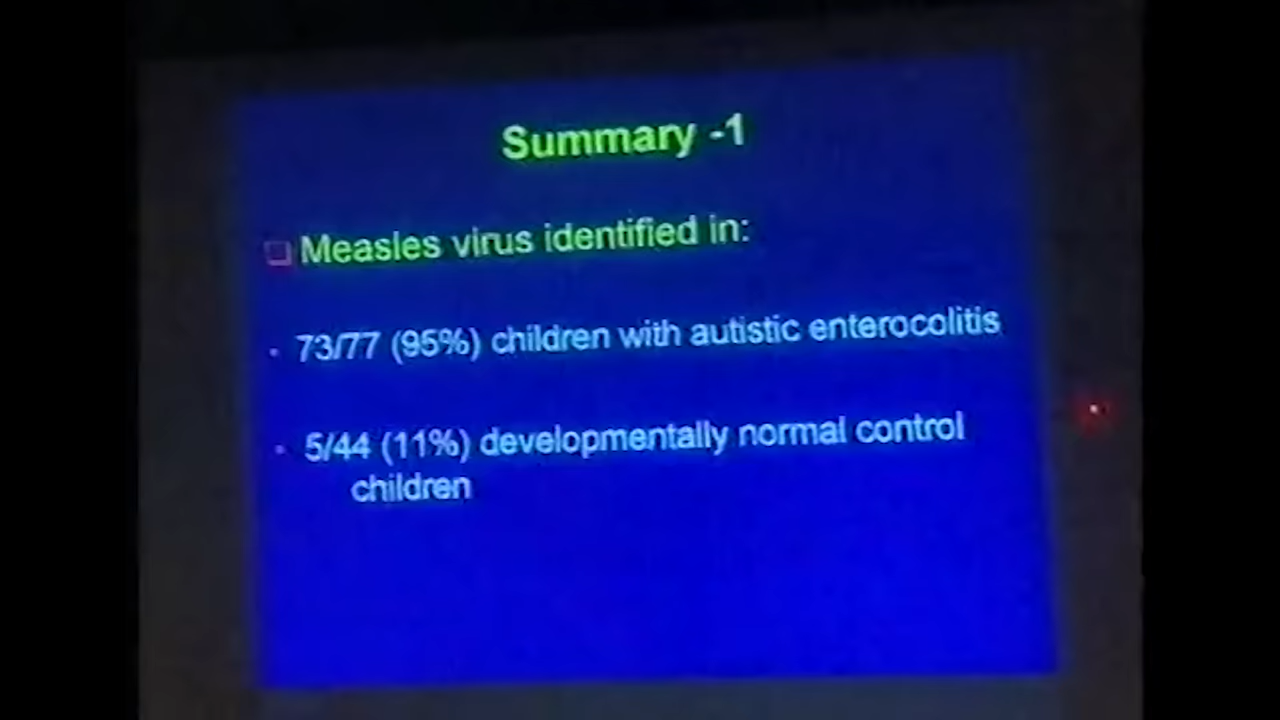 Summary -1
❑ Measles virus identified in:
• 73/77 (95%) children with autistic enterocolitis
• 5/44 (11%) developmentally normal control
children